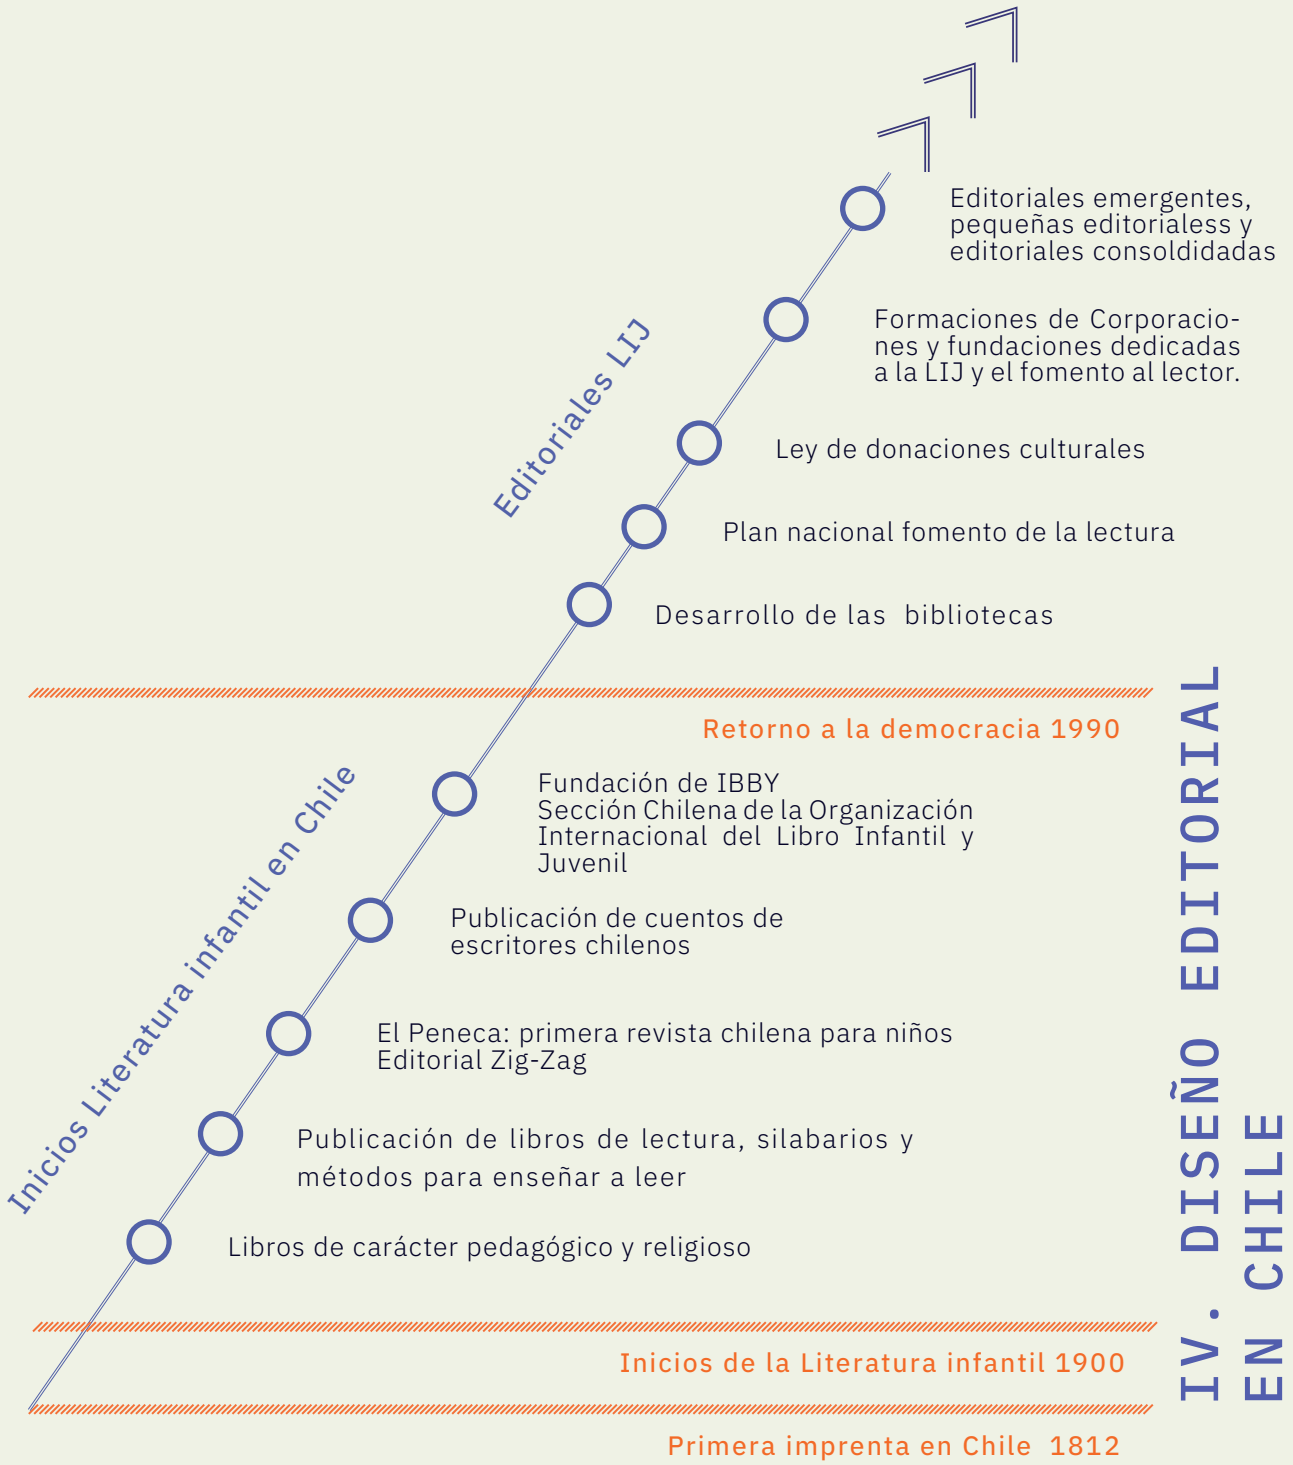 Editoriales emergentes,
pequeñas editorialess y
editoriales consoldidadas
Formaciones de Corporacio-
nes y fundaciones dedicadas
a la LIJ y el fomento al lector.
Editoriales LIJ
Ley de donaciones culturales
Plan nacional fomento de la lectura
Desarrollo de las bibliotecas
Retorno a la democracia 1990
Fundación de IBBY
Sección Chilena de la Organización
Internacional del Libro Infantil y
Juvenil
Inicios Literatura infantil en Chile
Publicación de cuentos de
escritores chilenos
El Peneca: primera revista chilena para niños
Editorial Zig-Zag
Publicación de libros de lectura, silabarios y
métodos para enseñar a leer
Libros de carácter pedagógico y religioso
Inicios de la Literatura infantil 1900
Primera imprenta en Chile 1812
IV. DISEÑO EDITORIAL
EN CHILE